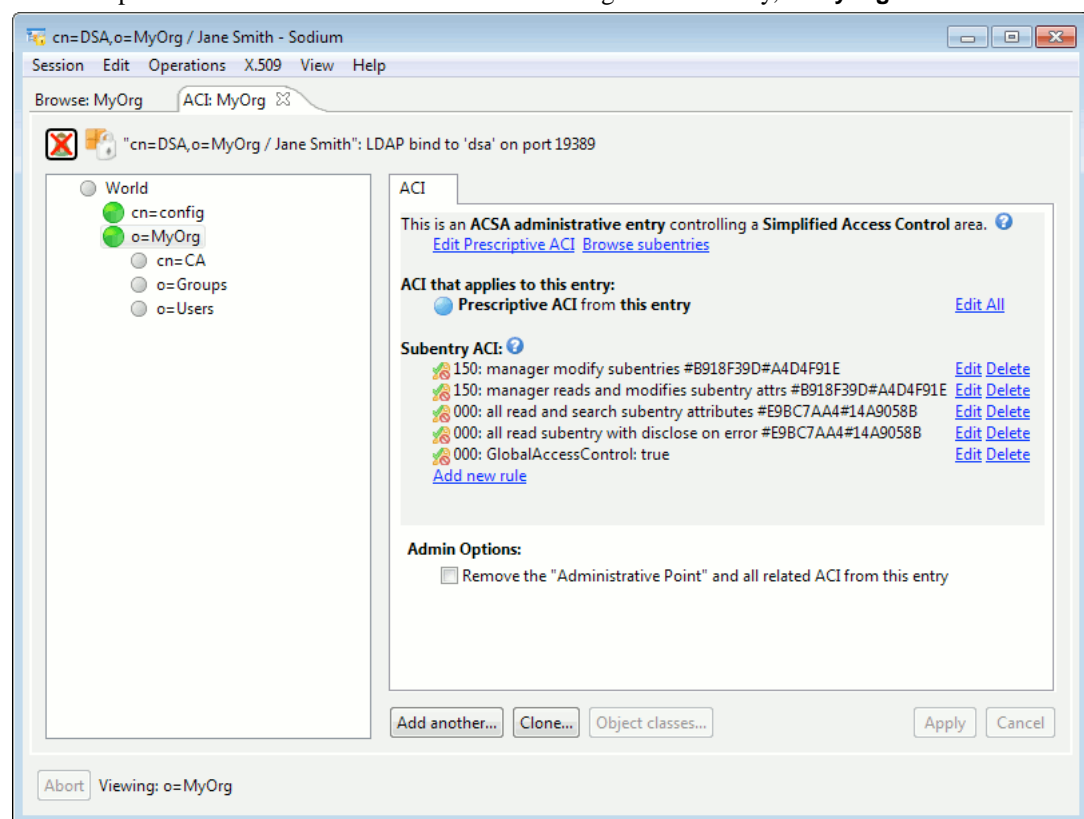 cn=DSA,o=MyOrg / Jane Smith - Sodium
Session Edit Operations X.509 View Help
Browse: MyOrg ACI: MyOrg
"cn=DSA,o=MyOrg / Jane Smith": LDAP bind to 'dsa' on port 19389
World
cn=config
o=MyOrg
cn=CA
o=Groups
o=Users
ACI
This is an ACSA administrative entry controlling a Simplified Access Control area.
Edit Prescriptive ACI Browse subentries
ACI that applies to this entry:
Prescriptive ACI from this entry Edit All
Subentry ACI:
150: manager modify subentries #B918F39D#A4D4F91E Edit Delete
150: manager reads and modifies subentry attrs #B918F39D#A4D4F91E Edit Delete
000: all read and search subentry attributes #E9BC7AA4#14A9058B Edit Delete
000: all read subentry with disclose on error #E9BC7AA4#14A9058B Edit Delete
000: GlobalAccessControl: true Edit Delete
Add new rule
Admin Options:
Remove the "Administrative Point" and all related ACI from this entry
Add another... Clone... Object classes... Apply Cancel
Abort Viewing: o=MyOrg